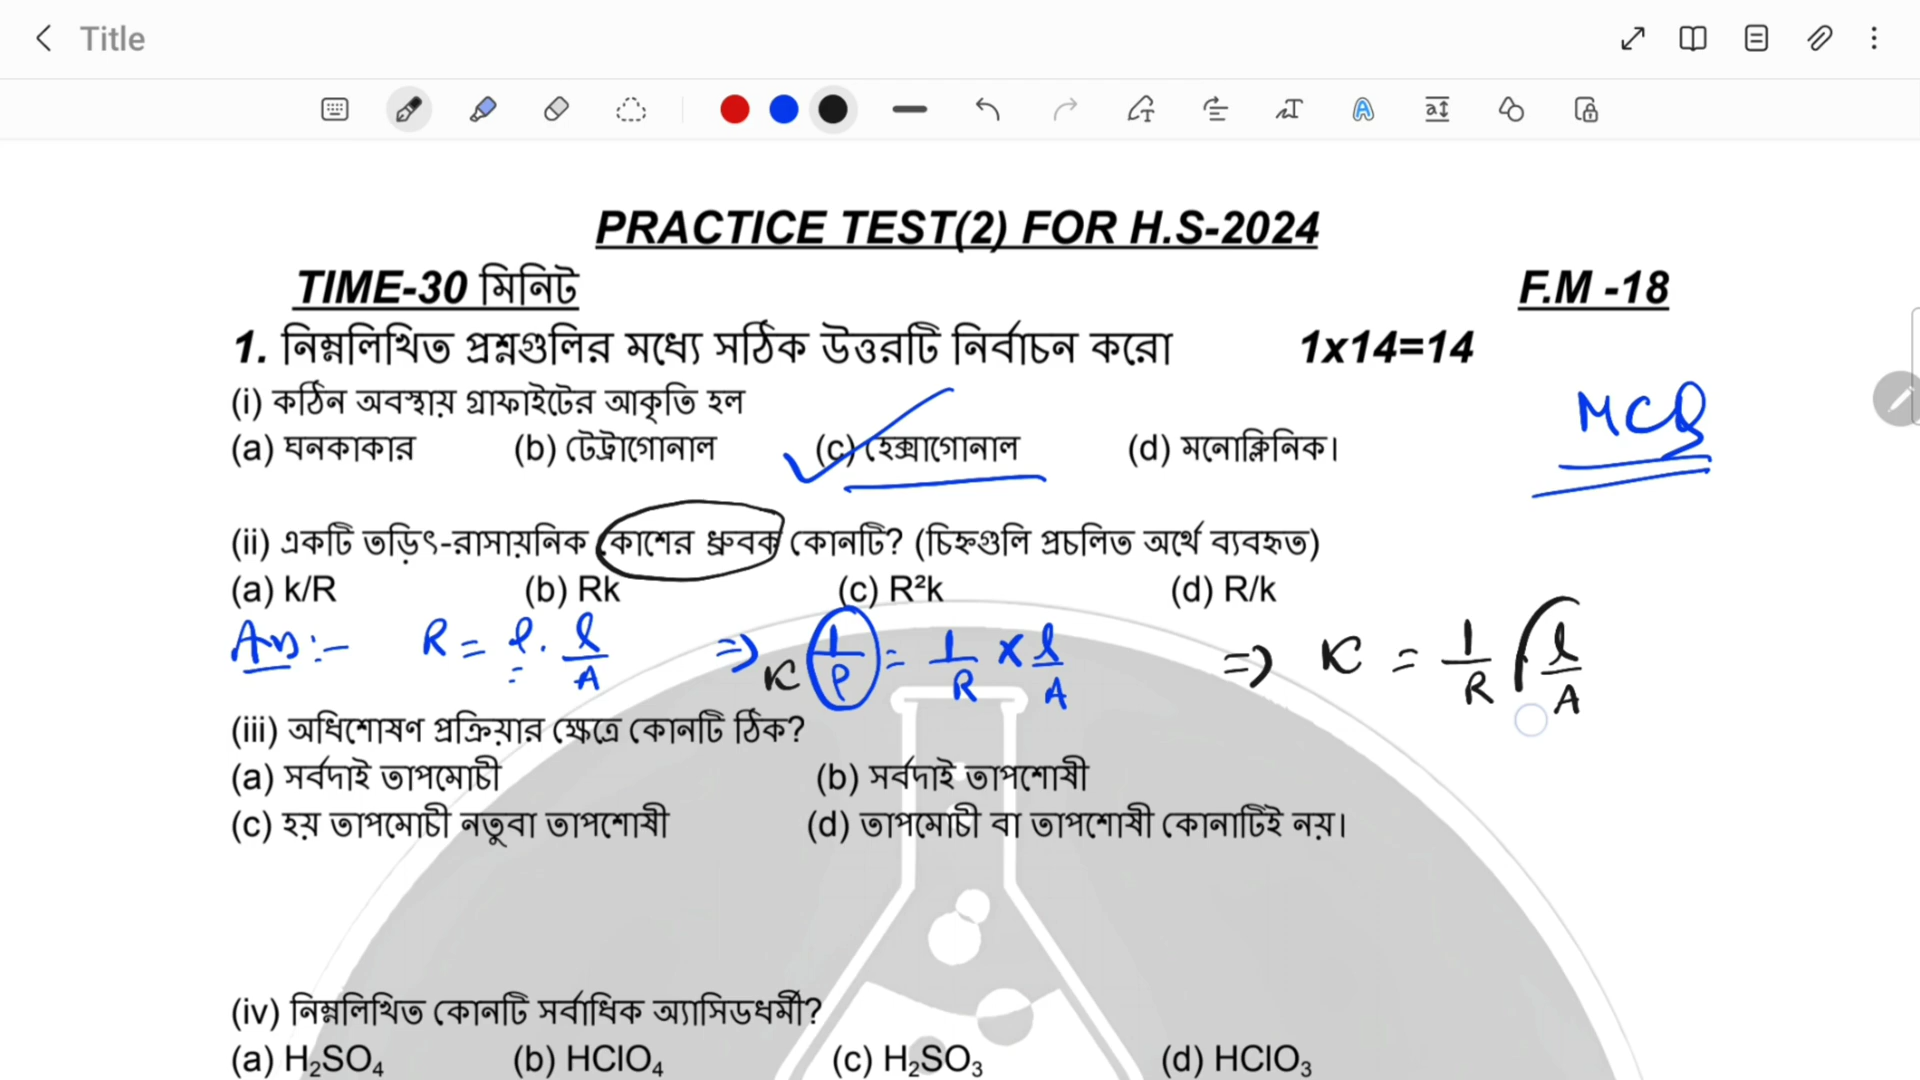 Title
PRACTICE TEST(2) FOR H.S-2024
TIME-30 মিনিট F.M -18
1. নিম্নলিখিত প্রশ্নগুলির মধ্যে সঠিক উত্তরটি নির্বাচন করো 1x14=14
(i) কঠিন অবস্থায় গ্রাফাইটের আকৃতি হল
MCQ
(a) ঘনকাকার (b) টেট্রাগোনাল (c) হেক্সাগোনাল (d) মনোক্লিনিক।
(ii) একটি তড়িৎ-রাসায়নিক কোশের ধ্রুবক কোনটি? (চিহ্নগুলি প্রচলিত অর্থে ব্যবহৃত)
(a) k/R (b) Rk (c) R²k (d) R/k
Ans:- R = ρ. l/A => κ 1/ρ = 1/R x l/A => κ = 1/R ( l/A
(iii) অধিশোষণ প্রক্রিয়ার ক্ষেত্রে কোনটি ঠিক?
(a) সর্বদাই তাপমোচী (b) সর্বদাই তাপশোষী
(c) হয় তাপমোচী নতুবা তাপশোষী (d) তাপমোচী বা তাপশোষী কোনাটিই নয়।
(iv) নিম্নলিখিত কোনটি সর্বাধিক অ্যাসিডধর্মী?
(a) H₂SO₄ (b) HClO₄ (c) H₂SO₃ (d) HClO₃